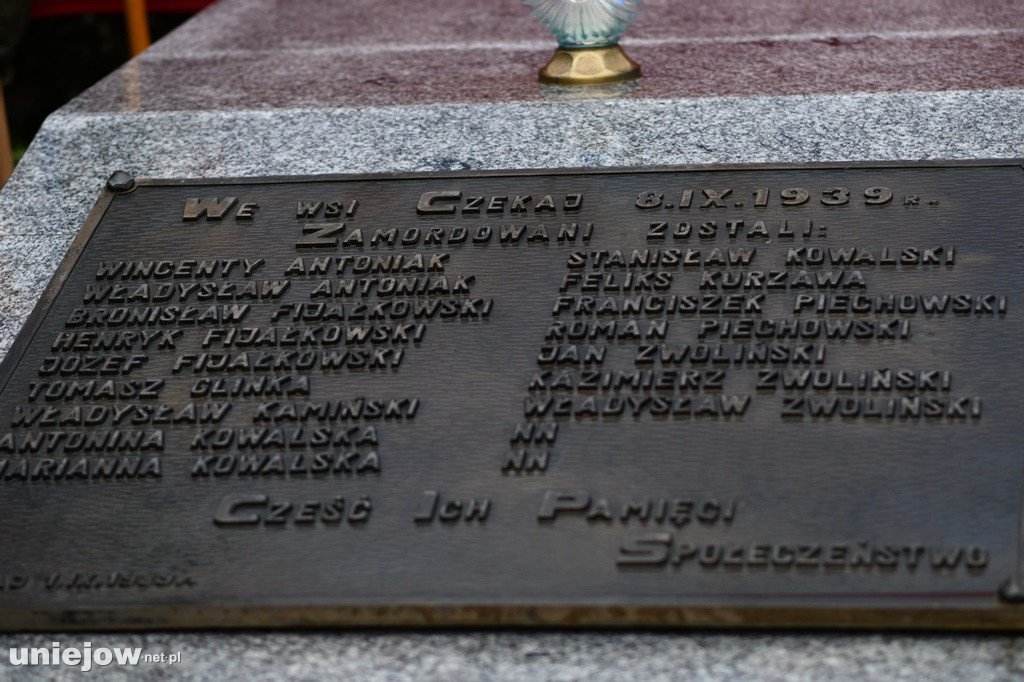 We wsi Czekaj 8.IX.1939 r.
Zamordowani zostali:
WINCENTY ANTONIAK
WŁADYSŁAW ANTONIAK
BRONISŁAW FIJAŁKOWSKI
HENRYK FIJAŁKOWSKI
JÓZEF FIJAŁKOWSKI
TOMASZ GLINKA
WŁADYSŁAW KAMIŃSKI
ANTONINA KOWALSKA
MARIANNA KOWALSKA
STANISŁAW KOWALSKI
FELIKS KURZAWA
FRANCISZEK PIECHOWSKI
ROMAN PIECHOWSKI
JAN ZWOLIŃSKI
KAZIMIERZ ZWOLIŃSKI
WŁADYSŁAW ZWOLIŃSKI
NN
NN
Cześć Ich Pamięci
Społeczeństwo
uniejow.net.pl